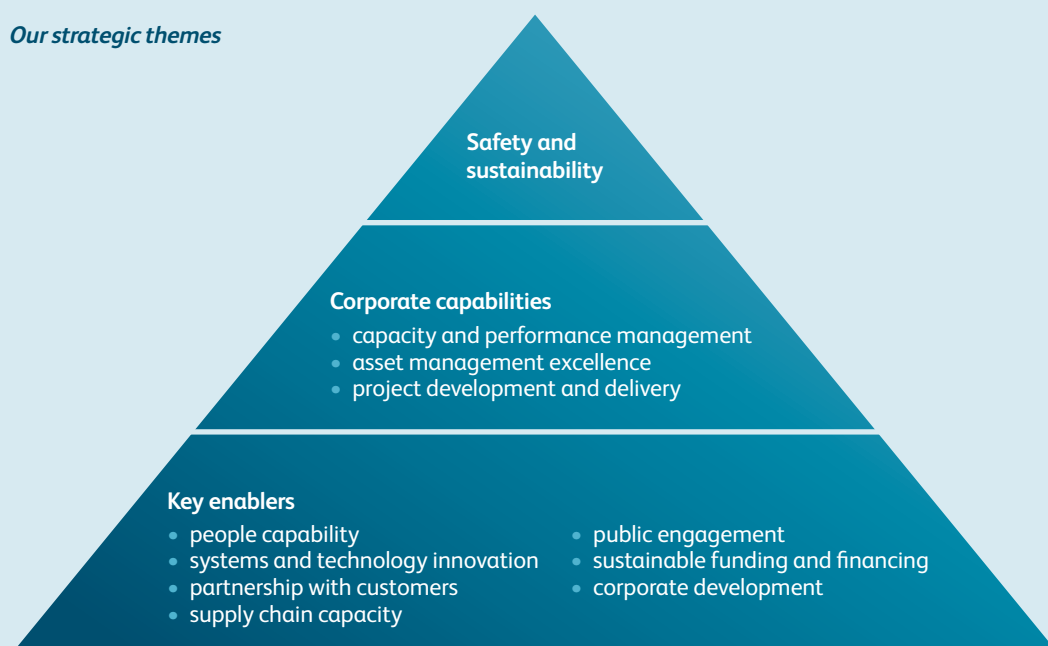 Our strategic themes
Safety and
sustainability
Corporate capabilities
• capacity and performance management
• asset management excellence
• project development and delivery
Key enablers
• people capability
• systems and technology innovation
• partnership with customers
• supply chain capacity
• public engagement
• sustainable funding and financing
• corporate development